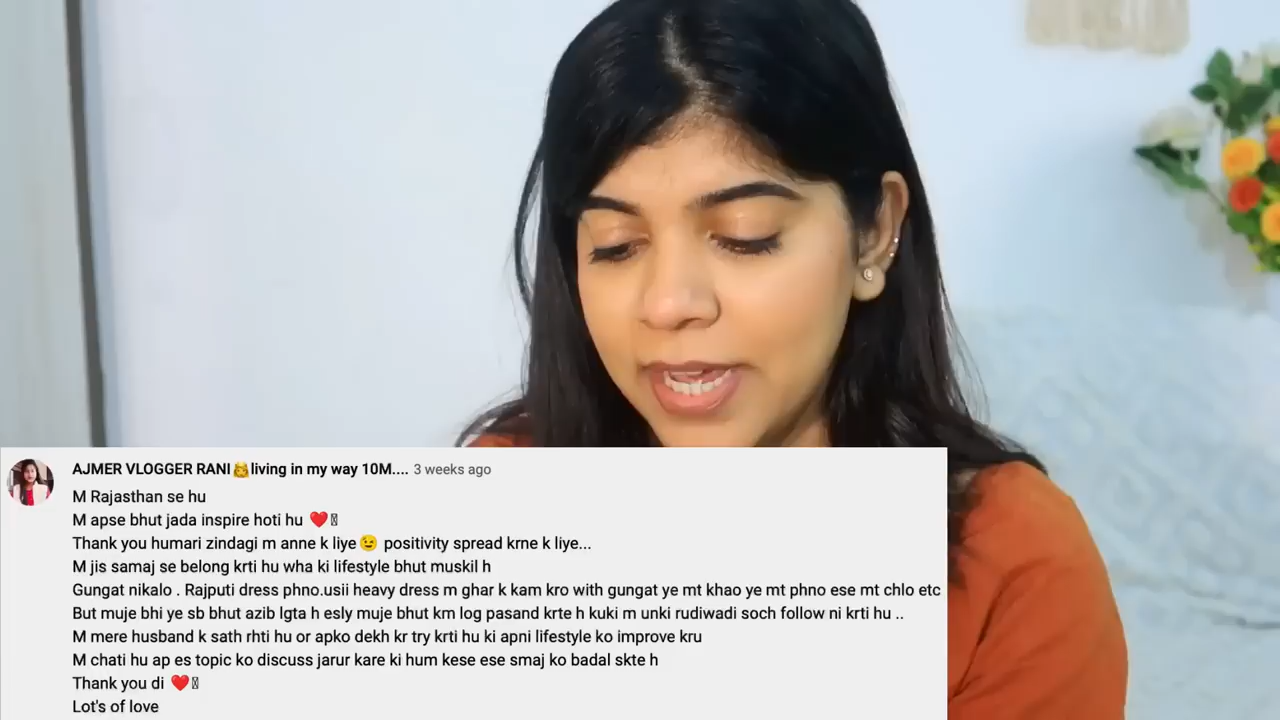 AJMER VLOGGER RANI👸living in my way 10M.... 3 weeks ago
M Rajasthan se hu
M apse bhut jada inspire hoti hu ❤️
Thank you humari zindagi m anne k liye😉 positivity spread krne k liye...
M jis samaj se belong krti hu wha ki lifestyle bhut muskil h
Gungat nikalo . Rajputi dress phno.usii heavy dress m ghar k kam kro with gungat ye mt khao ye mt phno ese mt chlo etc
But muje bhi ye sb bhut azib lgta h esly muje bhut km log pasand krte h kuki m unki rudiwadi soch follow ni krti hu ..
M mere husband k sath rhti hu or apko dekh kr try krti hu ki apni lifestyle ko improve kru
M chati hu ap es topic ko discuss jarur kare ki hum kese ese smaj ko badal skte h
Thank you di ❤️
Lot's of love